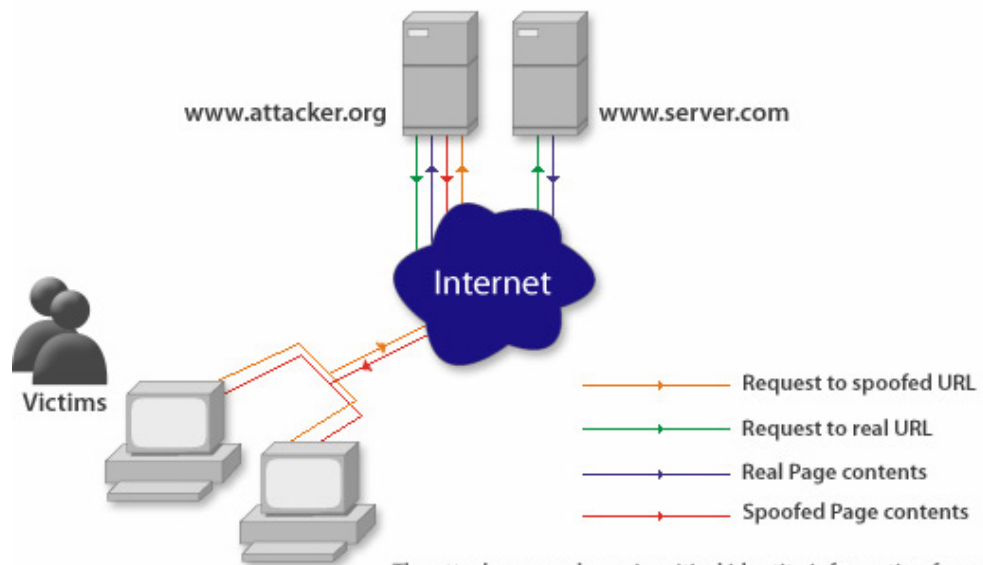 www.attacker.org
www.server.com
Internet
Victims
Request to spoofed URL
Request to real URL
Real Page contents
Spoofed Page contents